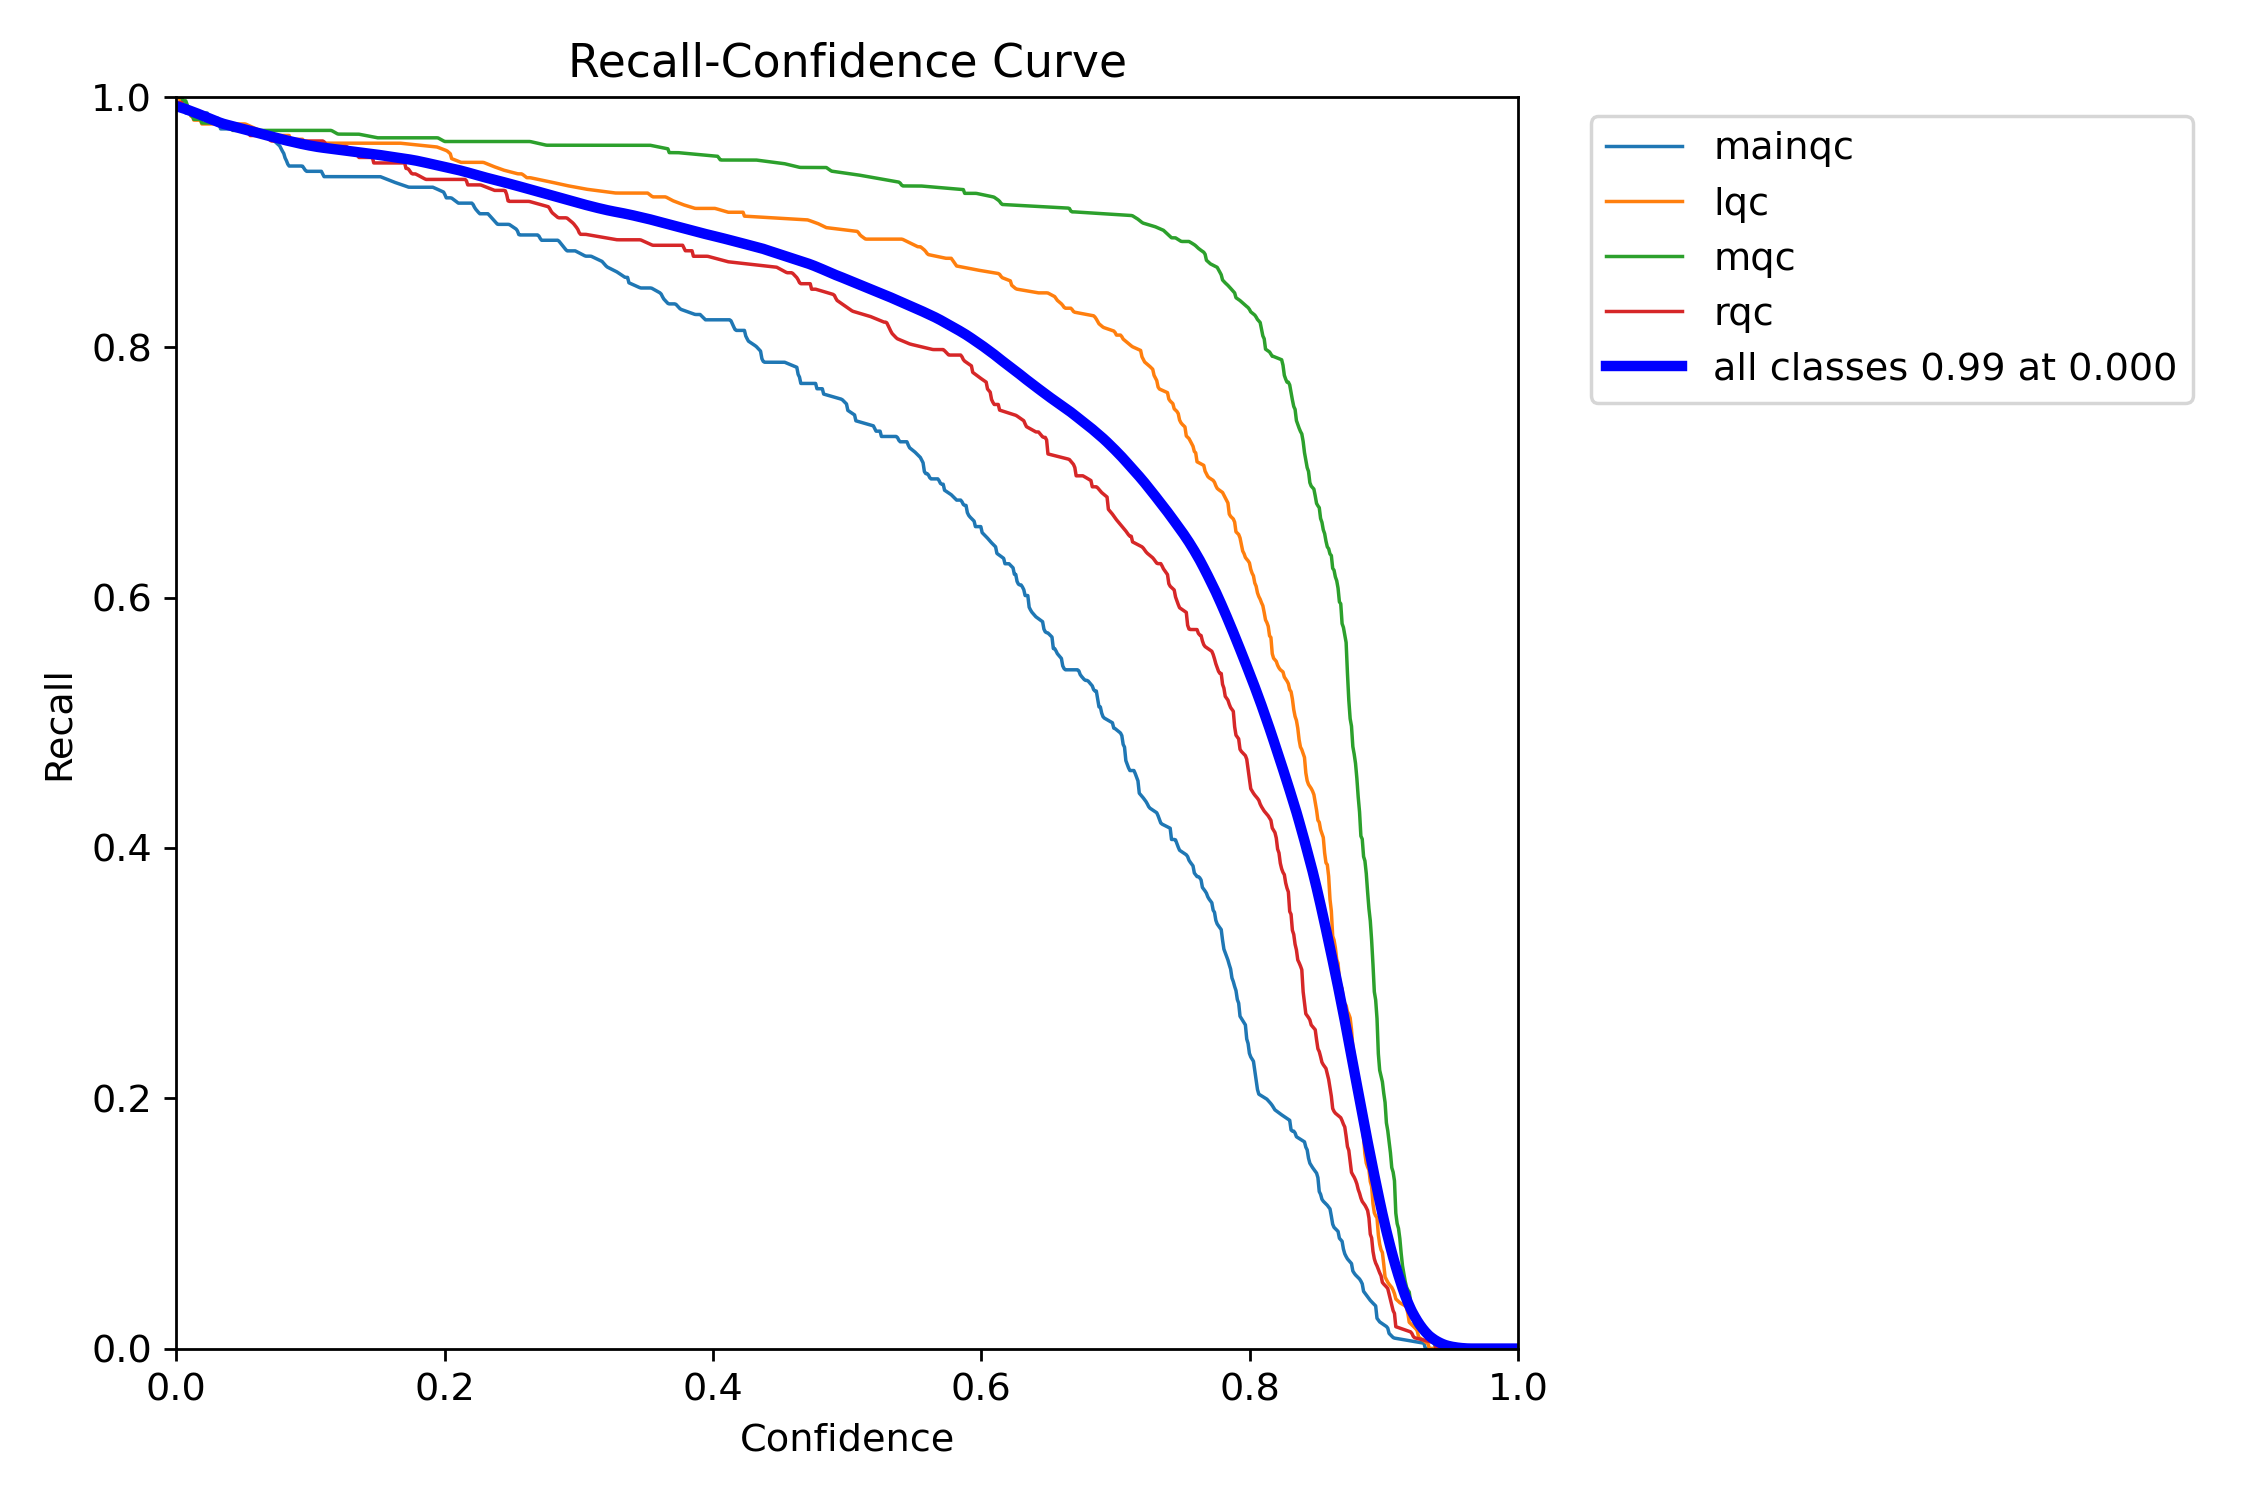 Recall-Confidence Curve
1.0
0.8
0.6
0.4
0.2
0.0
Recall
0.0 0.2 0.4 0.6 0.8 1.0
Confidence
mainqc
lqc
mqc
rqc
all classes 0.99 at 0.000